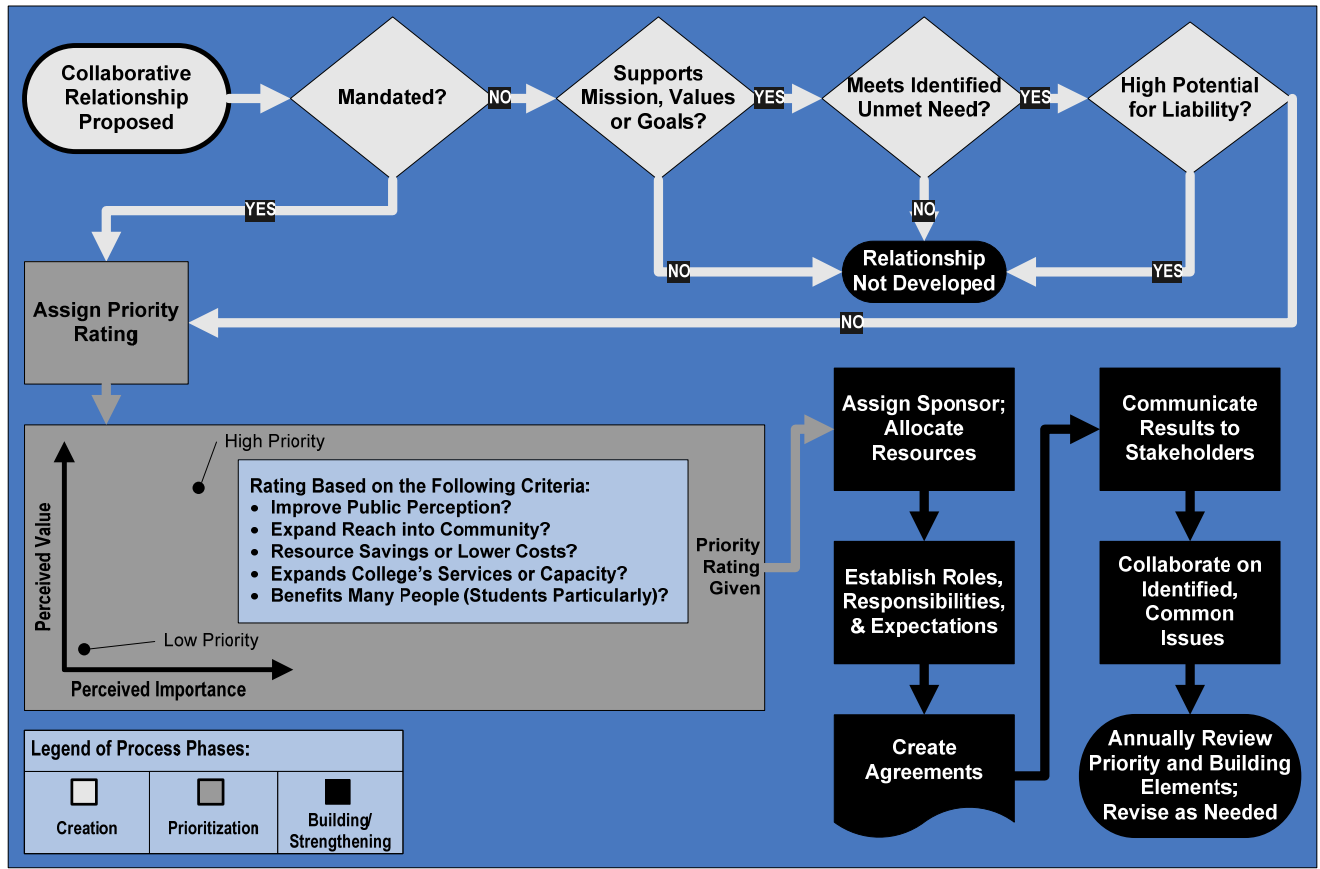 Collaborative
Relationship
Proposed
Mandated?
NO
Supports
Mission, Values
or Goals?
YES
Meets Identified
Unmet Need?
YES
High Potential
for Liability?
YES
NO
NO
YES
Relationship
Not Developed
NO
Assign Priority
Rating
High Priority
Low Priority
Perceived Value
Perceived Importance
Rating Based on the Following Criteria:
• Improve Public Perception?
• Expand Reach into Community?
• Resource Savings or Lower Costs?
• Expands College's Services or Capacity?
• Benefits Many People (Students Particularly)?
Priority
Rating
Given
Assign Sponsor;
Allocate
Resources
Establish Roles,
Responsibilities,
& Expectations
Create
Agreements
Communicate
Results to
Stakeholders
Collaborate on
Identified,
Common
Issues
Annually Review
Priority and Building
Elements;
Revise as Needed
Legend of Process Phases:
Creation
Prioritization
Building/
Strengthening